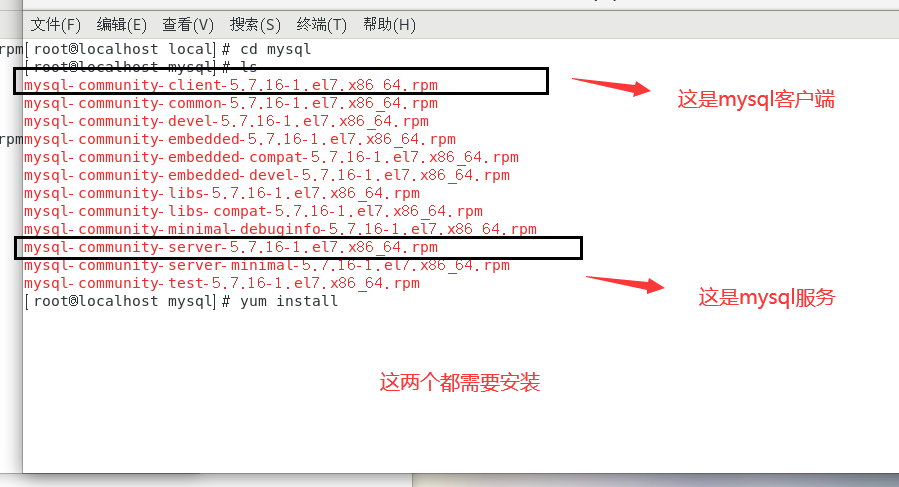 文件(F) 编辑(E) 查看(V) 搜索(S) 终端(T) 帮助(H)
rpm[root@localhost local]# cd mysql
[root@localhost mysql]# ls
mysql-community-client-5.7.16-1.el7.x86_64.rpm
这是mysql客户端
mysql-community-common-5.7.16-1.el7.x86_64.rpm
mysql-community-devel-5.7.16-1.el7.x86_64.rpm
rpm
mysql-community-embedded-5.7.16-1.el7.x86_64.rpm
mysql-community-embedded-compat-5.7.16-1.el7.x86_64.rpm
mysql-community-embedded-devel-5.7.16-1.el7.x86_64.rpm
mysql-community-libs-5.7.16-1.el7.x86_64.rpm
mysql-community-libs-compat-5.7.16-1.el7.x86_64.rpm
mysql-community-minimal-debuginfo-5.7.16-1.el7.x86_64.rpm
mysql-community-server-5.7.16-1.el7.x86_64.rpm
mysql-community-server-minimal-5.7.16-1.el7.x86_64.rpm
mysql-community-test-5.7.16-1.el7.x86_64.rpm
这是mysql服务
[root@localhost mysql]# yum install
这两个都需要安装